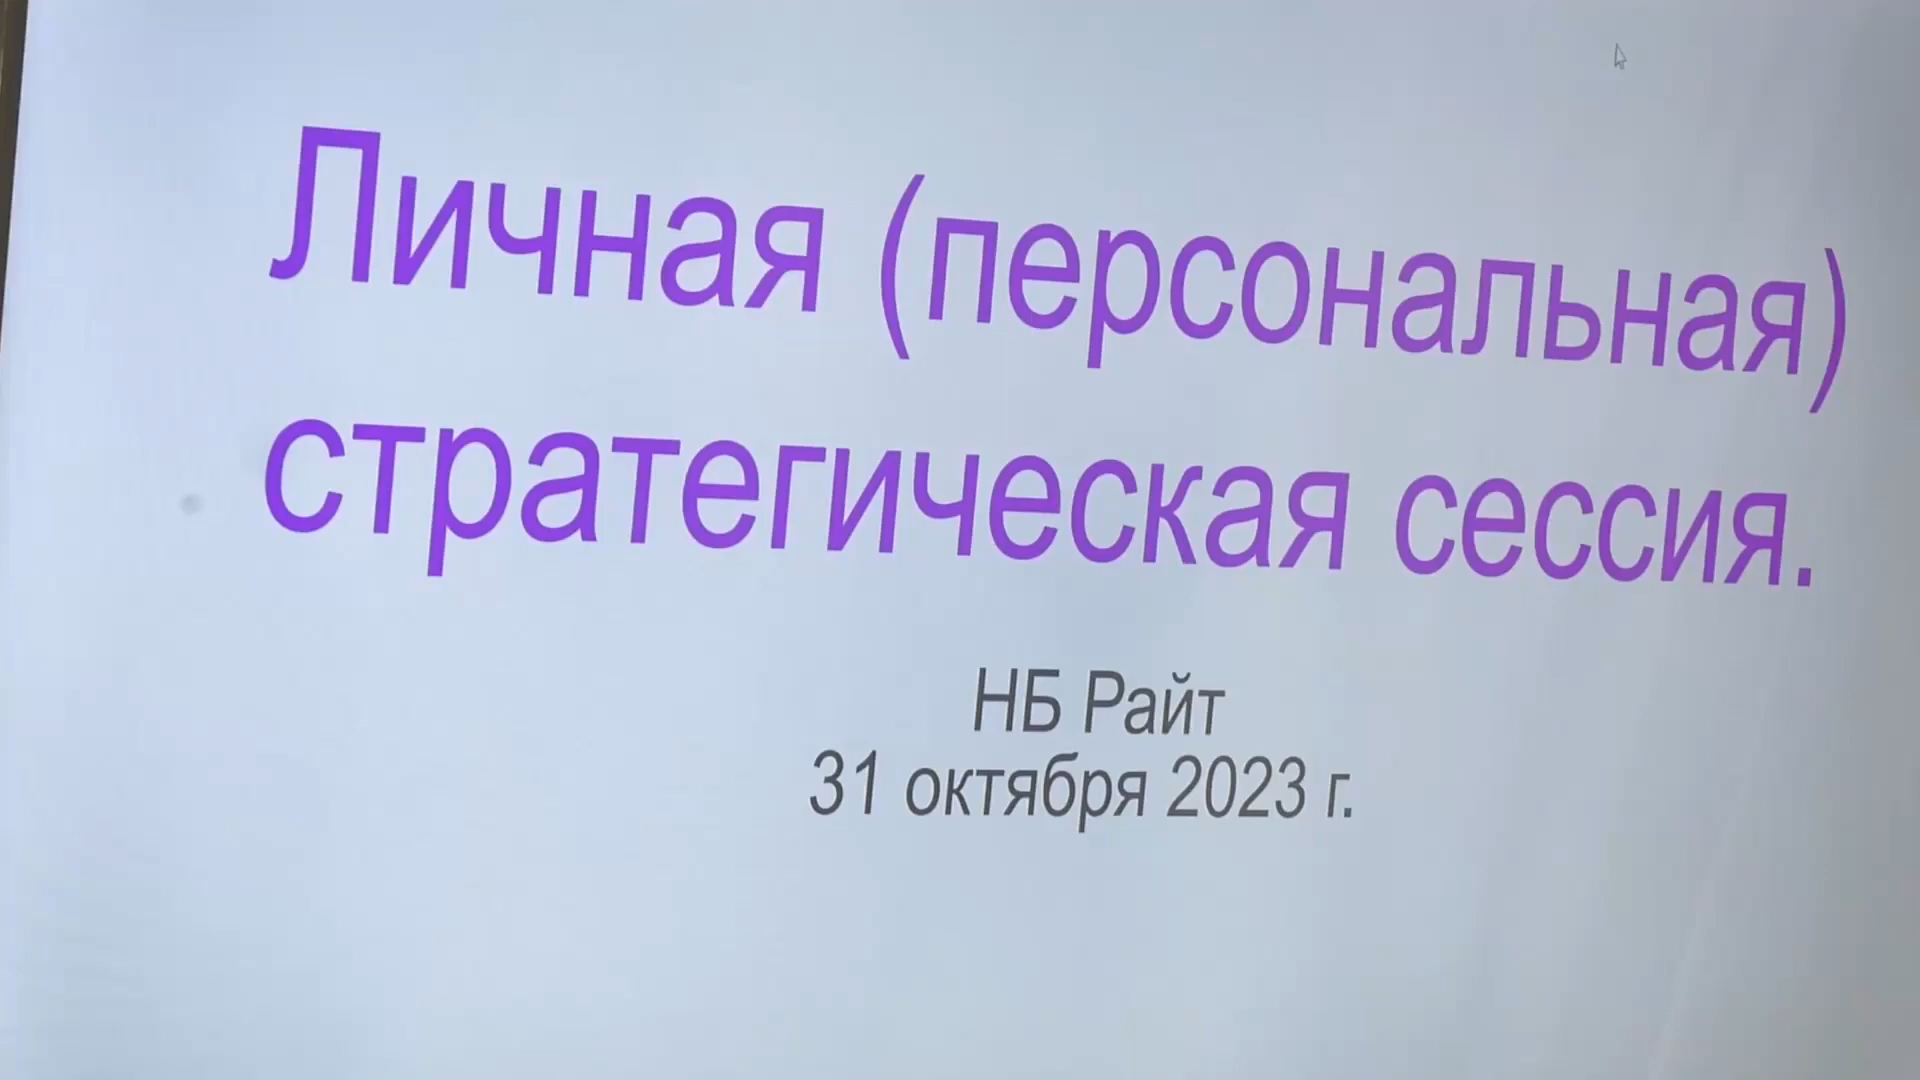 Личная (персональная)
стратегическая сессия.
НБ Райт
31 октября 2023 г.